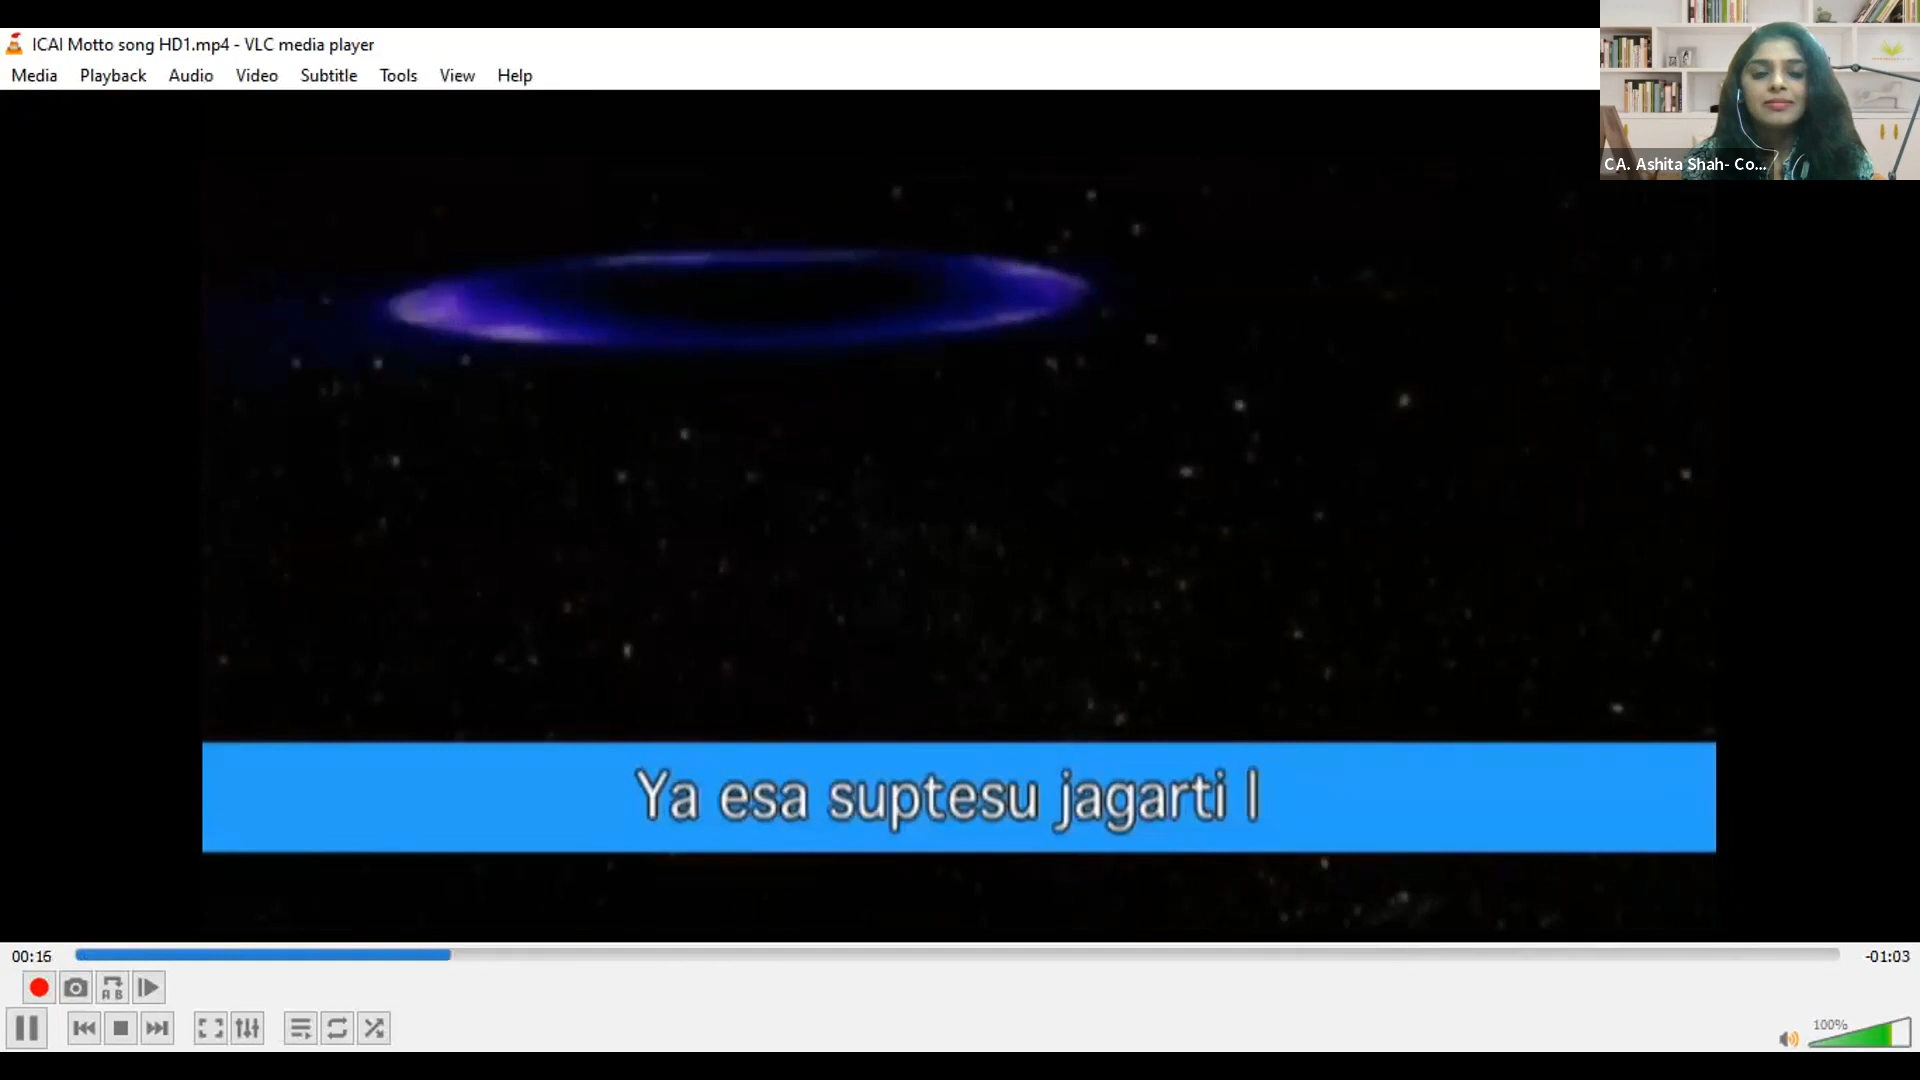 ICAI Motto song HD1.mp4 - VLC media player
Media Playback Audio Video Subtitle Tools View Help
CA. Ashita Shah- Co...
Ya esa suptesu jagarti l
00:16
-01:03
A B
100%